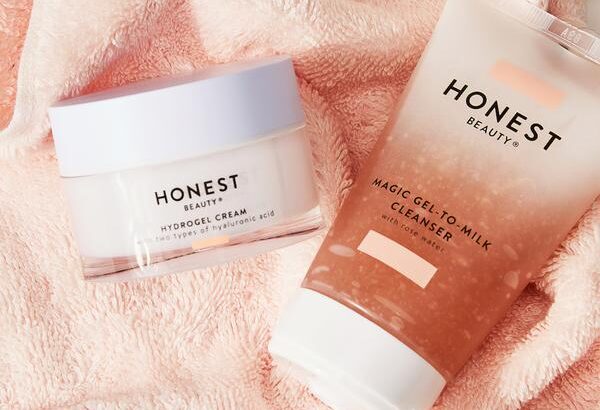 HONEST
BEAUTY®
HYDROGEL CREAM
two types of hyaluronic acid
HONEST
BEAUTY®
MAGIC GEL-TO-MILK
CLEANSER
with rose water